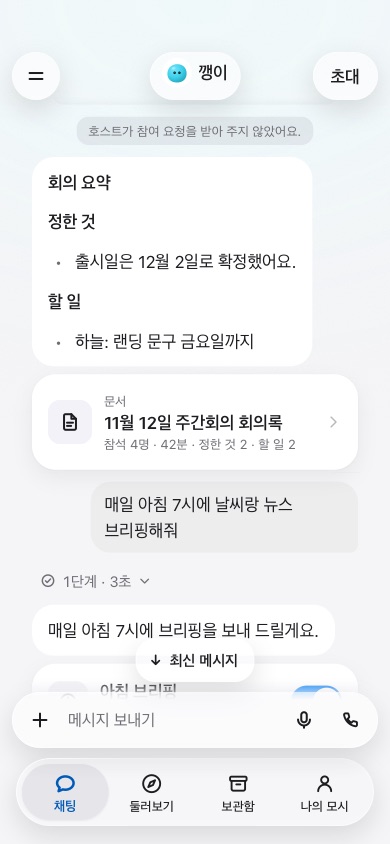 깽이
초대
호스트가 참여 요청을 받아 주지 않았어요.
회의 요약
정한 것
• 출시일은 12월 2일로 확정했어요.
할 일
• 하늘: 랜딩 문구 금요일까지
문서
11월 12일 주간회의 회의록
참석 4명 · 42분 · 정한 것 2 · 할 일 2
매일 아침 7시에 날씨랑 뉴스
브리핑해줘
1단계 · 3초
매일 아침 7시에 브리핑을 보내 드릴게요.
최신 메시지
아침 브리핑
메시지 보내기
채팅
둘러보기
보관함
나의 모시